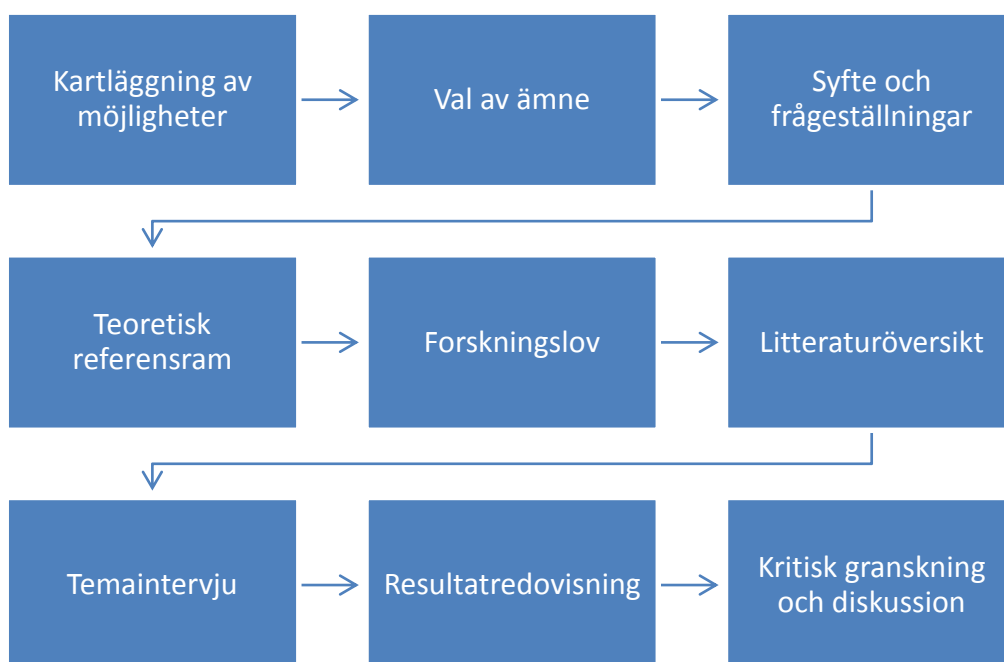 Kartläggning av
möjligheter
Val av ämne
Syfte och
frågeställningar
Teoretisk
referensram
Forskningslov
Litteraturöversikt
Temaintervju
Resultatredovisning
Kritisk granskning
och diskussion